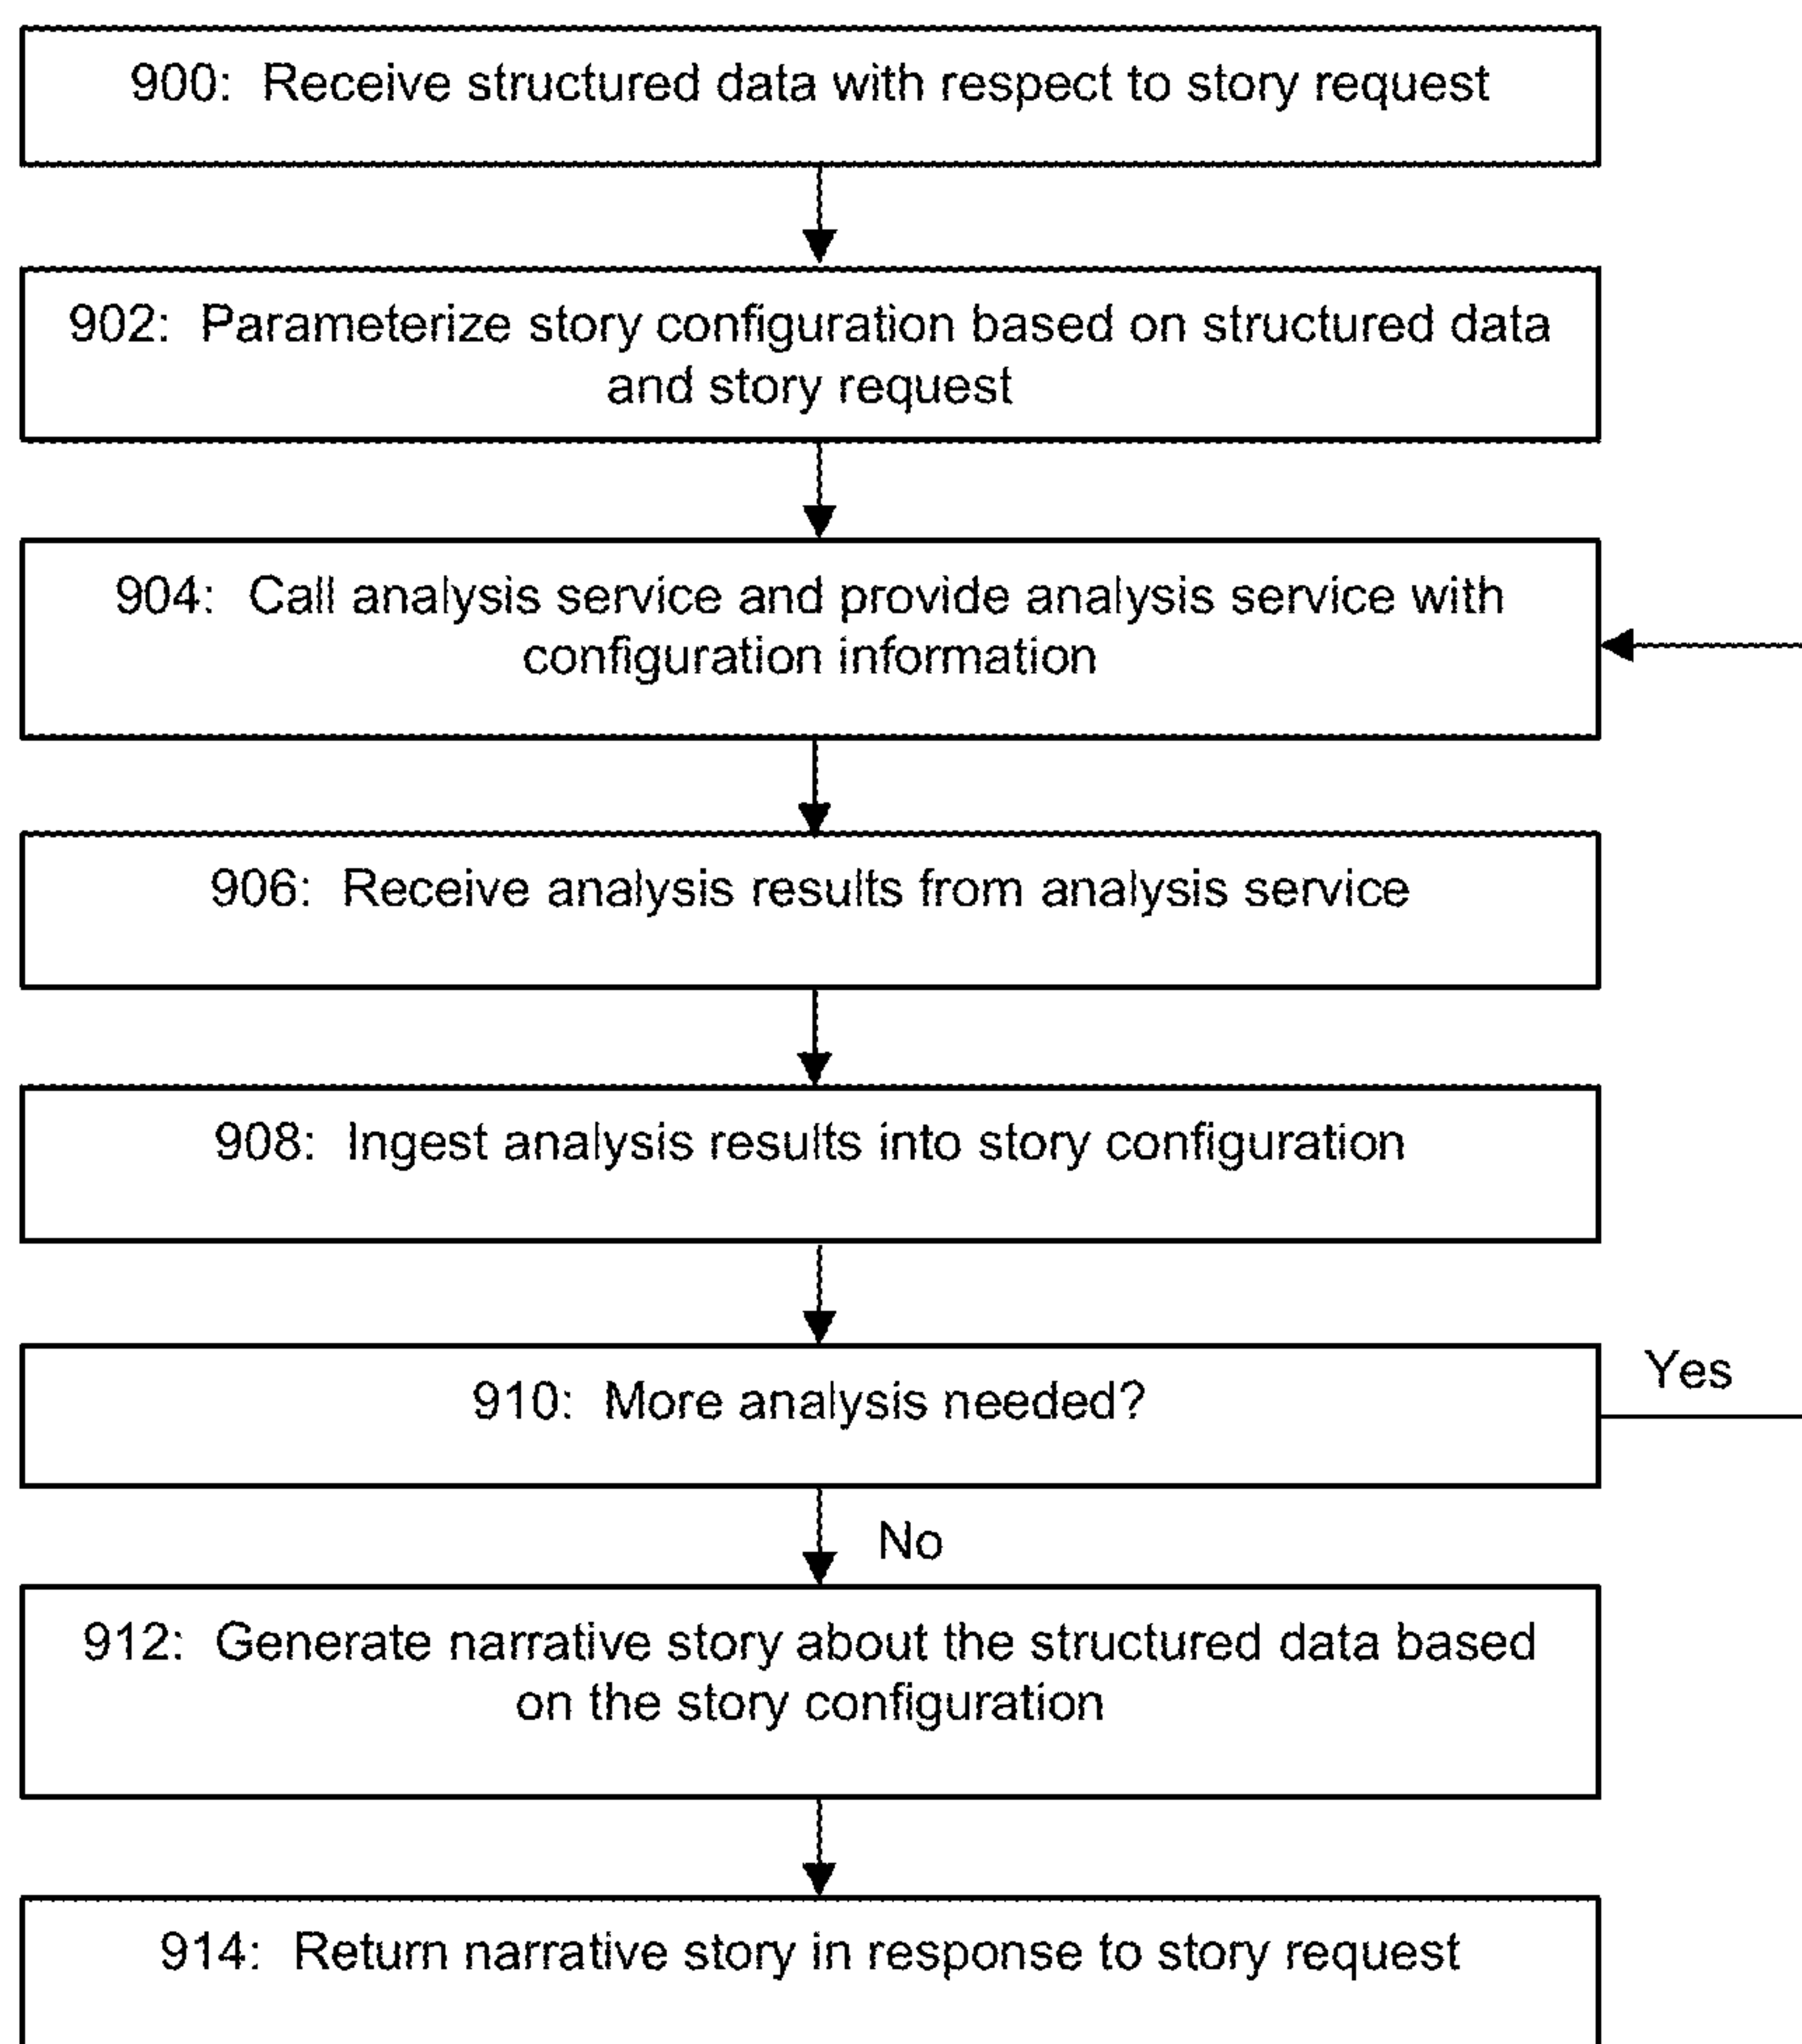 900: Receive structured data with respect to story request
902: Parameterize story configuration based on structured data
and story request
904: Call analysis service and provide analysis service with
configuration information
906: Receive analysis results from analysis service
908: Ingest analysis results into story configuration
910: More analysis needed?
Yes
No
912: Generate narrative story about the structured data based
on the story configuration
914: Return narrative story in response to story request